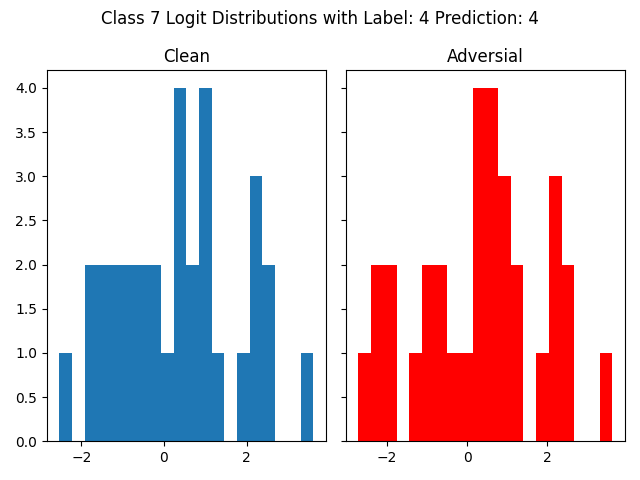 Class 7 Logit Distributions with Label: 4 Prediction: 4
Clean
Adversial
4.0
3.5
3.0
2.5
2.0
1.5
1.0
0.5
0.0
−2 0 2
−2 0 2